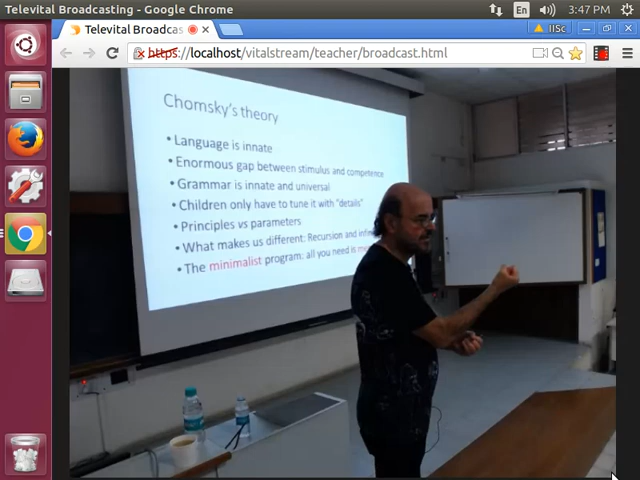 Televital Broadcasting - Google Chrome
En
3:47 PM
Televital Broadcas
IISc
https://localhost/vitalstream/teacher/broadcast.html
Chomsky's theory
• Language is innate
• Enormous gap between stimulus and competence
• Grammar is innate and universal
• Children only have to tune it with "details"
• Principles vs parameters
• What makes us different: Recursion and
• The minimalist program: all you need is